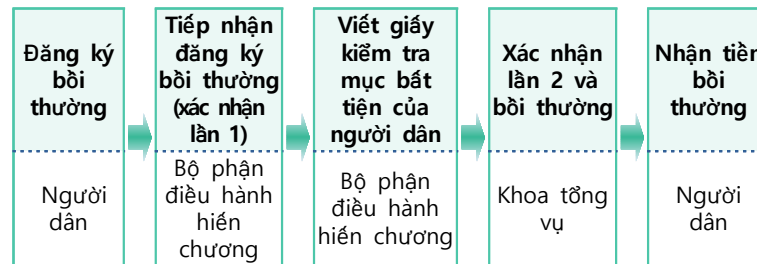 Đăng ký
bồi
thường
Người
dân
Tiếp nhận
đăng ký
bồi thường
(xác nhận
lần 1)
Bộ phận
điều hành
hiến
chương
Viết giấy
kiểm tra
mục bất
tiện của
người dân
Bộ phận
điều hành
hiến chương
Xác nhận
lần 2 và
bồi thường
Khoa tổng
vụ
Nhận tiền
bồi
thường
Người
dân